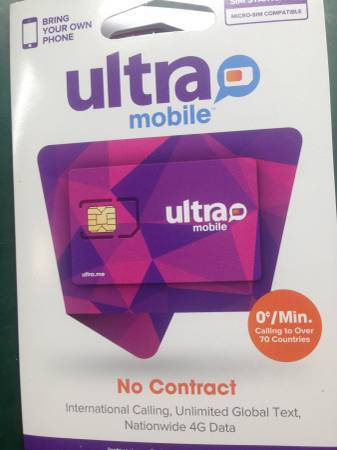 BRING
YOUR OWN
PHONE
MICRO-SIM COMPATIBLE
ultra
mobile™
ultra
mobile
ultra.me
0¢/Min.
Calling to Over
70 Countries
No Contract
International Calling, Unlimited Global Text,
Nationwide 4G Data